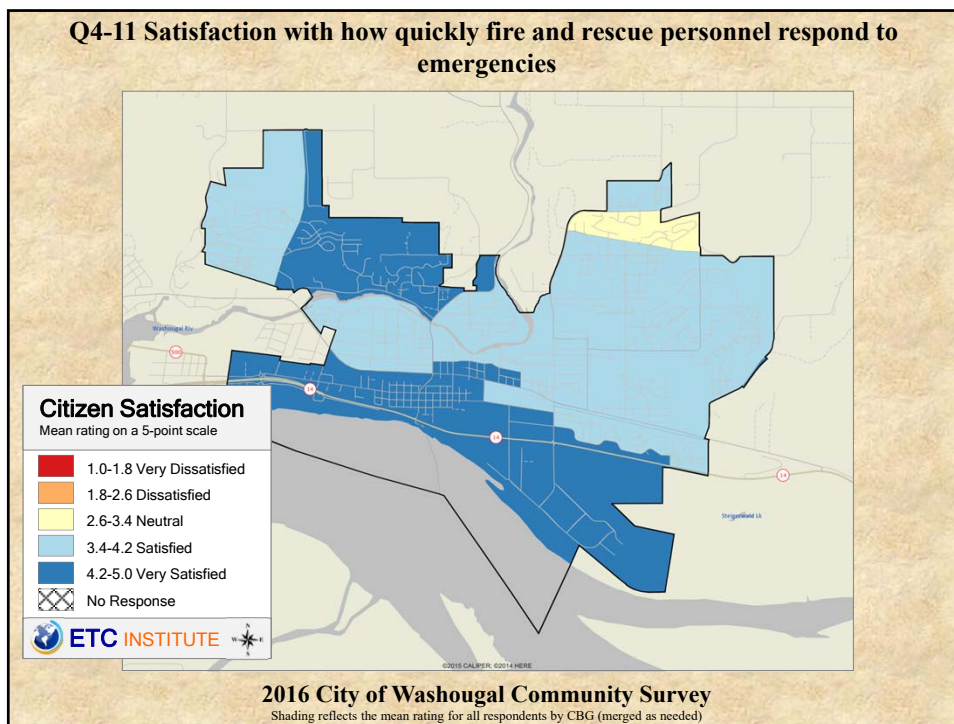 Q4-11 Satisfaction with how quickly fire and rescue personnel respond to
emergencies
Washougal Riv
500
14
14
14
Steigerwald Lk
Citizen Satisfaction
Mean rating on a 5-point scale
1.0-1.8 Very Dissatisfied
1.8-2.6 Dissatisfied
2.6-3.4 Neutral
3.4-4.2 Satisfied
4.2-5.0 Very Satisfied
No Response
ETC INSTITUTE
N
W E
S
©2015 CALIPER; ©2014 HERE
2016 City of Washougal Community Survey
Shading reflects the mean rating for all respondents by CBG (merged as needed)